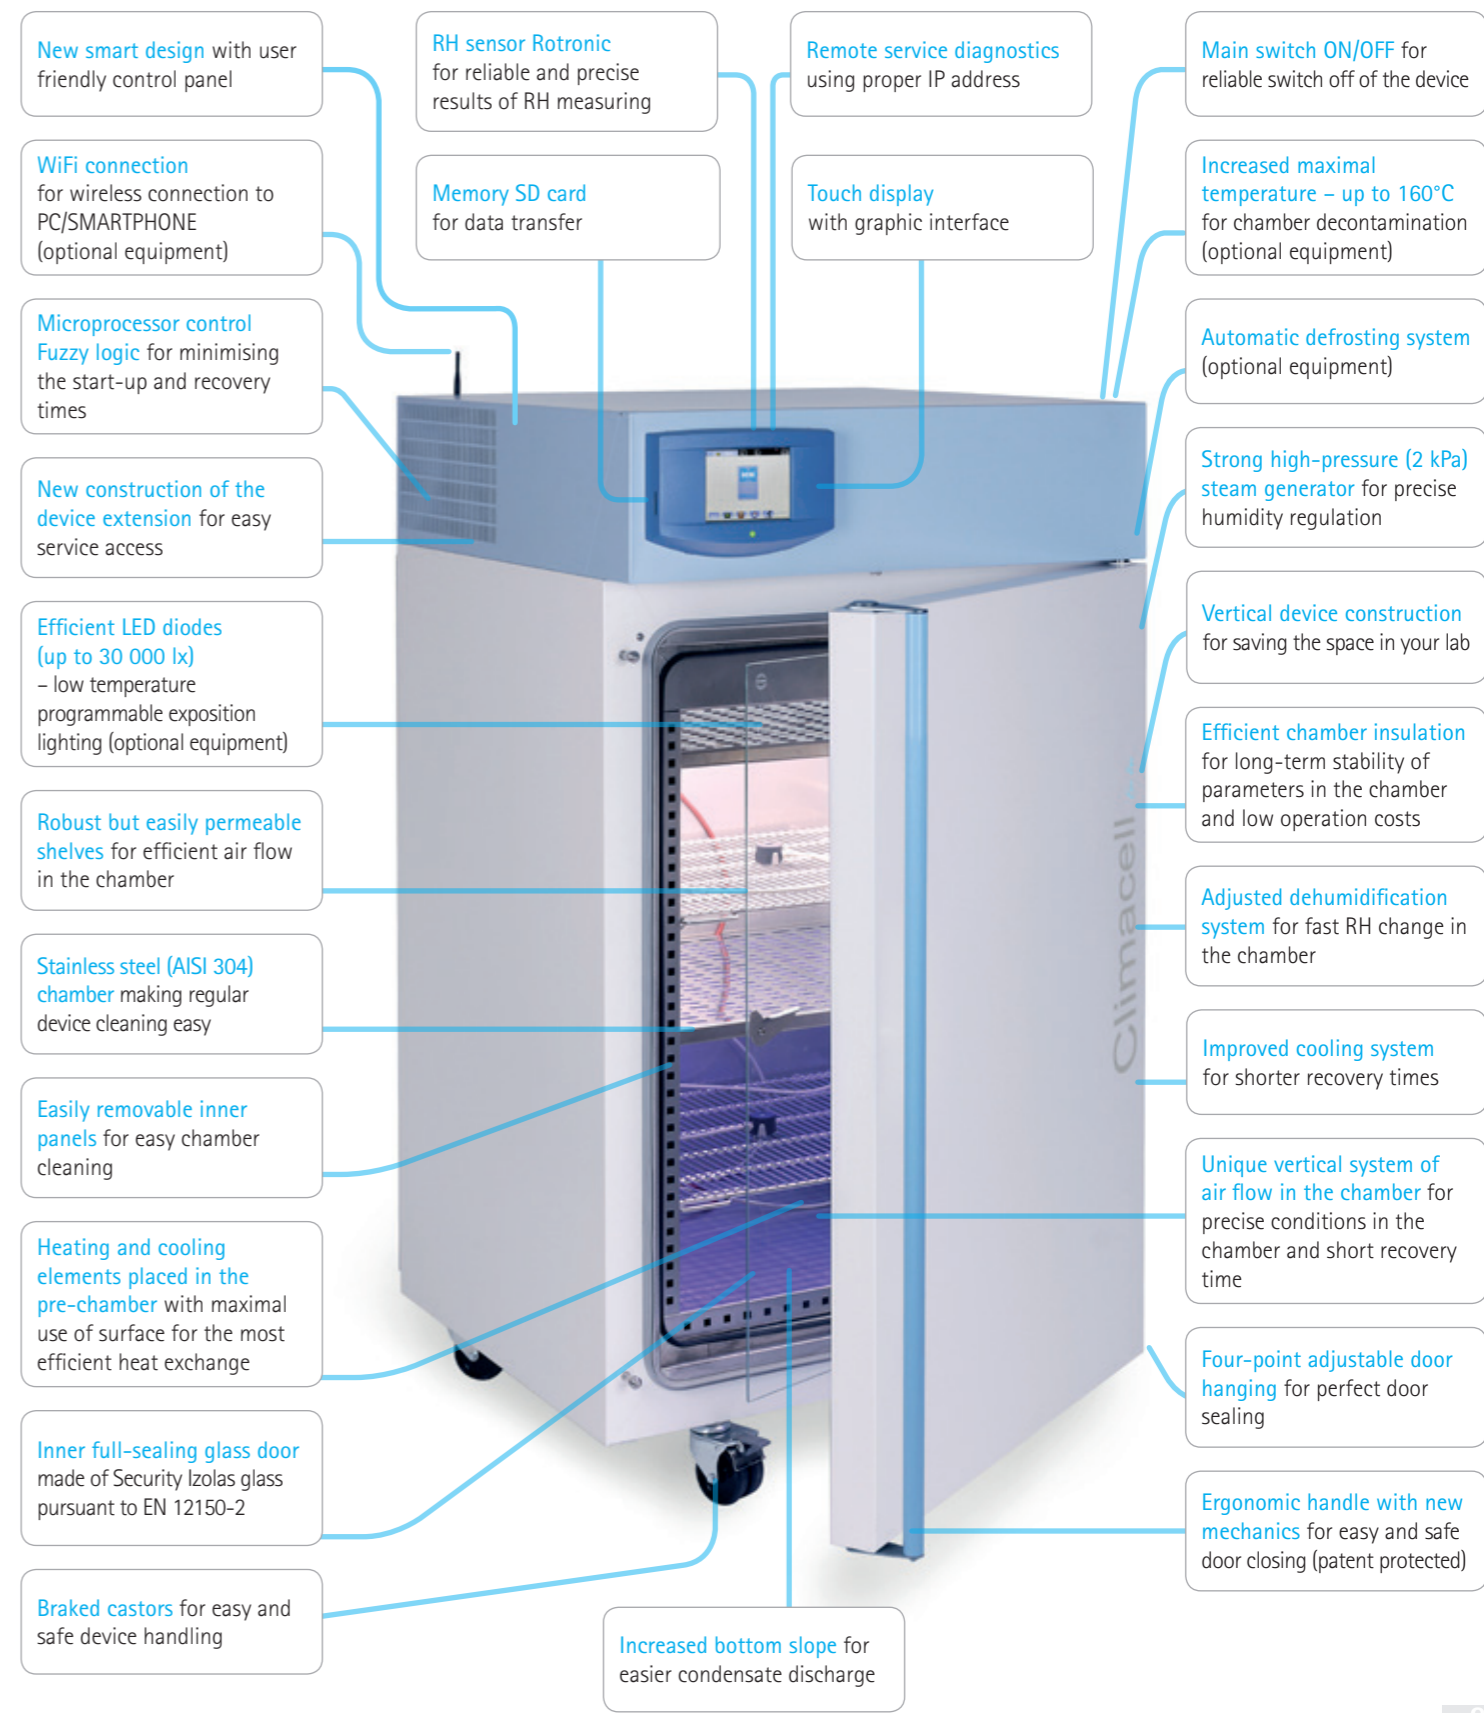 New smart design with user
friendly control panel
WiFi connection
for wireless connection to
PC/SMARTPHONE
(optional equipment)
Microprocessor control
Fuzzy logic for minimising
the start-up and recovery
times
New construction of the
device extension for easy
service access
Efficient LED diodes
(up to 30 000 lx)
– low temperature
programmable exposition
lighting (optional equipment)
Robust but easily permeable
shelves for efficient air flow
in the chamber
Stainless steel (AISI 304)
chamber making regular
device cleaning easy
Easily removable inner
panels for easy chamber
cleaning
Heating and cooling
elements placed in the
pre-chamber with maximal
use of surface for the most
efficient heat exchange
Inner full-sealing glass door
made of Security Izolas glass
pursuant to EN 12150-2
Braked castors for easy and
safe device handling
RH sensor Rotronic
for reliable and precise
results of RH measuring
Memory SD card
for data transfer
Remote service diagnostics
using proper IP address
Touch display
with graphic interface
Climacell
Increased bottom slope for
easier condensate discharge
Main switch ON/OFF for
reliable switch off of the device
Increased maximal
temperature – up to 160°C
for chamber decontamination
(optional equipment)
Automatic defrosting system
(optional equipment)
Strong high-pressure (2 kPa)
steam generator for precise
humidity regulation
Vertical device construction
for saving the space in your lab
Efficient chamber insulation
for long-term stability of
parameters in the chamber
and low operation costs
Adjusted dehumidification
system for fast RH change in
the chamber
Improved cooling system
for shorter recovery times
Unique vertical system of
air flow in the chamber for
precise conditions in the
chamber and short recovery
time
Four-point adjustable door
hanging for perfect door
sealing
Ergonomic handle with new
mechanics for easy and safe
door closing (patent protected)